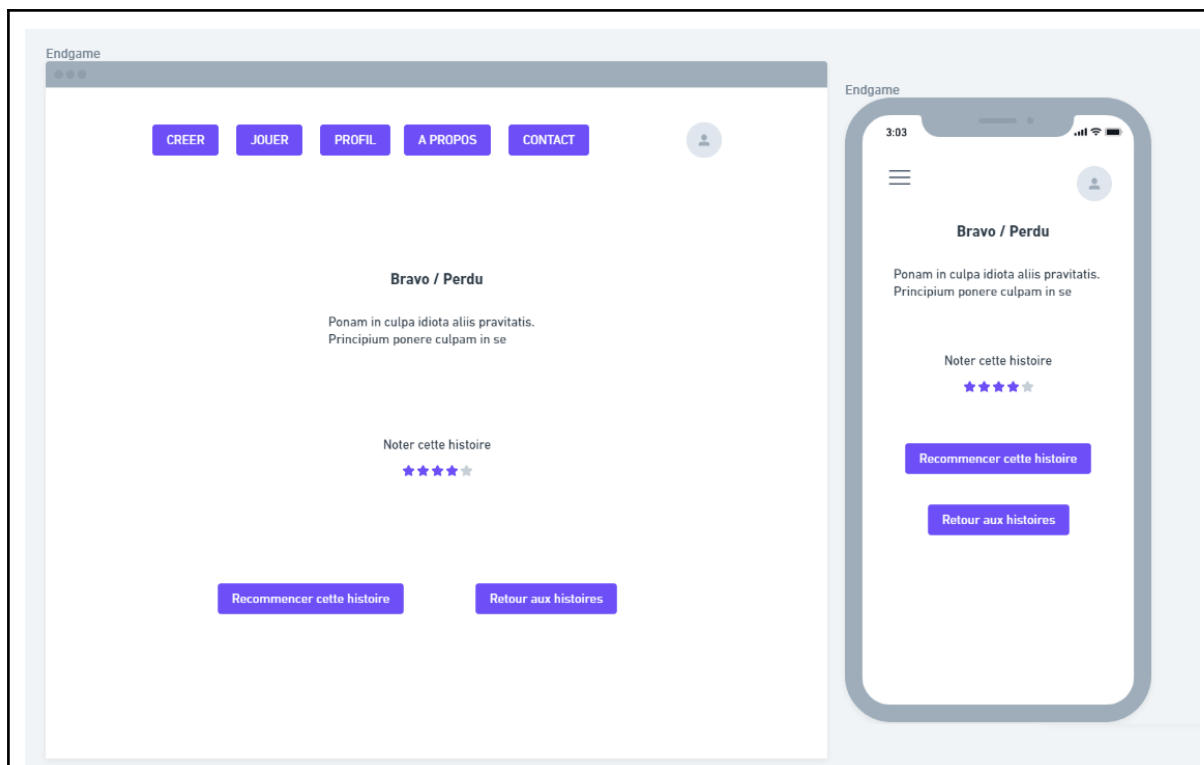 Endgame
CREER
JOUER
PROFIL
A PROPOS
CONTACT
Bravo / Perdu
Ponam in culpa idiota aliis pravitatis.
Principium ponere culpam in se
Noter cette histoire
Recommencer cette histoire
Retour aux histoires
Endgame
3:03
Bravo / Perdu
Ponam in culpa idiota aliis pravitatis.
Principium ponere culpam in se
Noter cette histoire
Recommencer cette histoire
Retour aux histoires